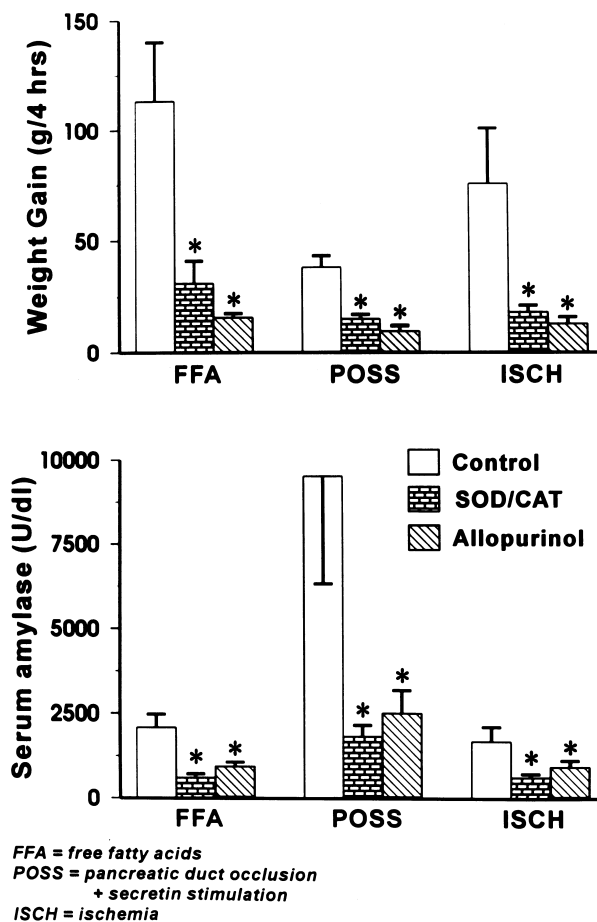 Weight Gain (g/4 hrs)
150
100
50
0
*
*
*
*
*
*
FFA
POSS
ISCH
Serum amylase (U/dl)
10000
7500
5000
2500
0
Control
SOD/CAT
Allopurinol
*
*
*
*
*
*
FFA
POSS
ISCH
FFA = free fatty acids
POSS = pancreatic duct occlusion
+ secretin stimulation
ISCH = ischemia